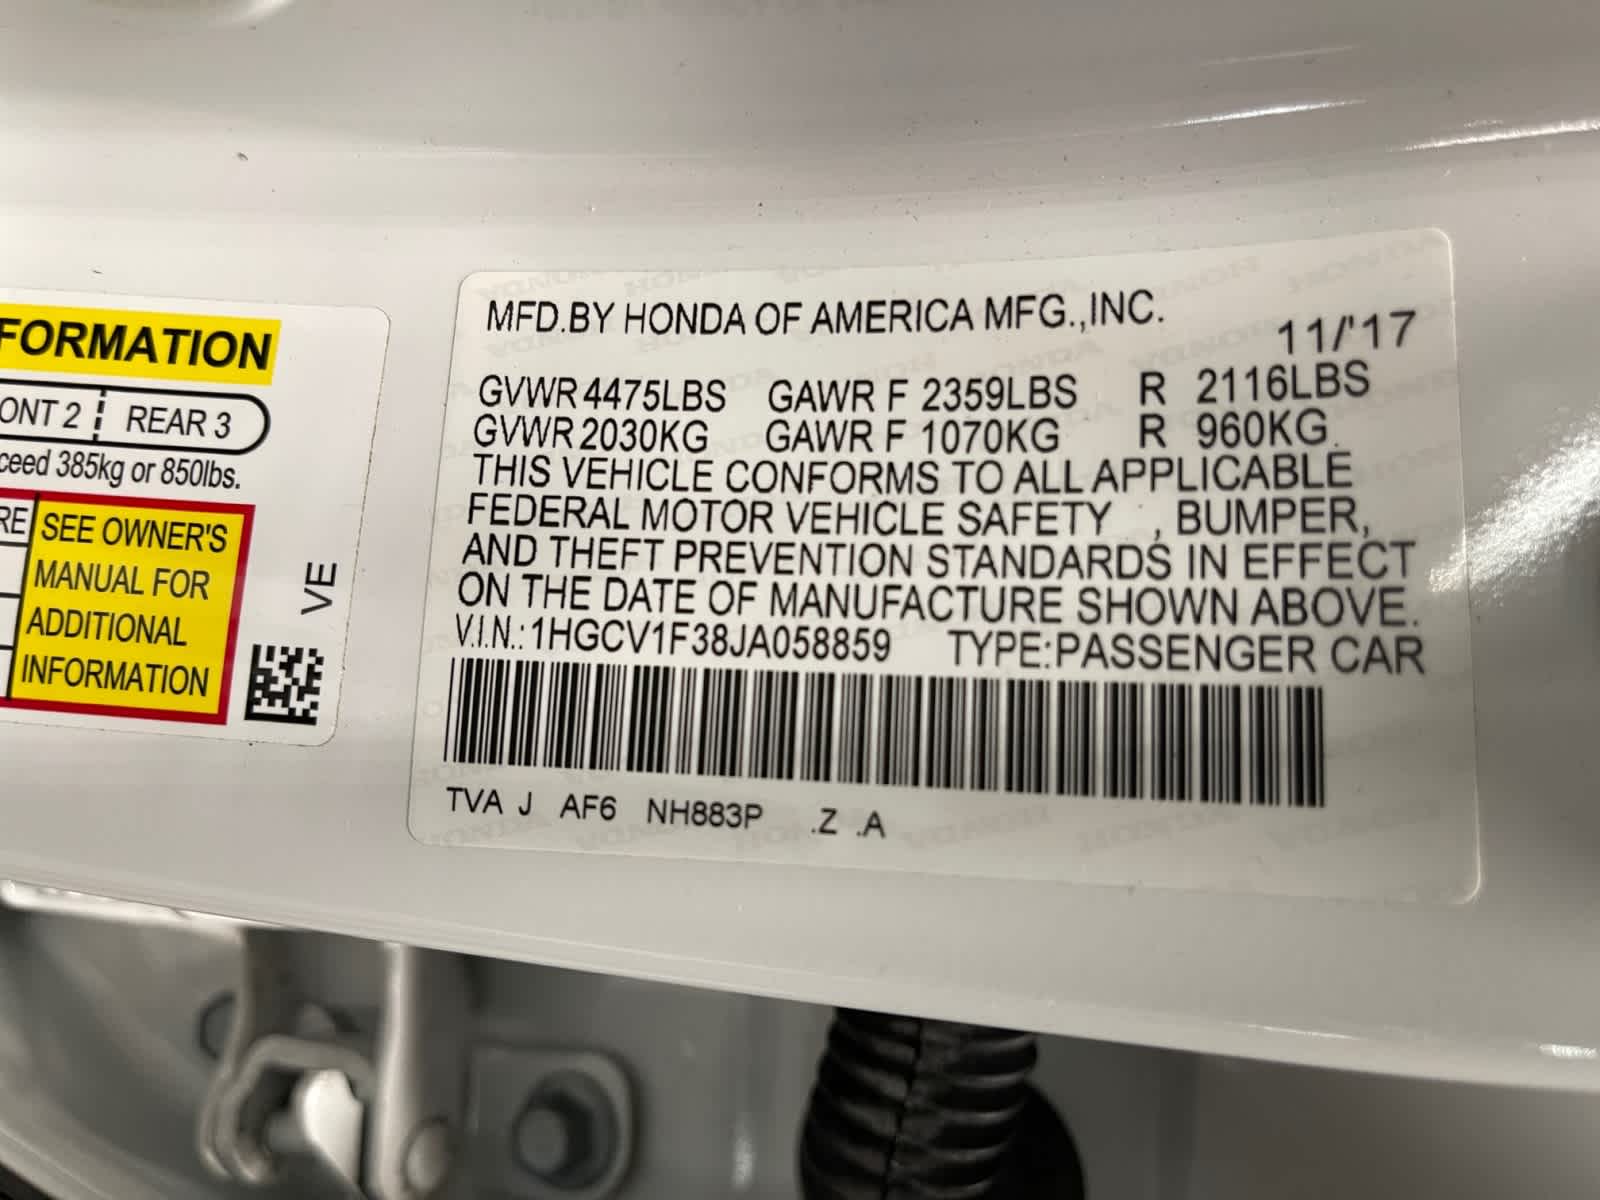 FORMATION
ONT 2 REAR 3
ceed 385kg or 850lbs.
RE
SEE OWNER'S
MANUAL FOR
ADDITIONAL
INFORMATION
VE
MFD.BY HONDA OF AMERICA MFG.,INC.
11/'17
GVWR 4475LBS GAWR F 2359LBS R 2116LBS
GVWR 2030KG GAWR F 1070KG R 960KG
THIS VEHICLE CONFORMS TO ALL APPLICABLE
FEDERAL MOTOR VEHICLE SAFETY , BUMPER,
AND THEFT PREVENTION STANDARDS IN EFFECT
ON THE DATE OF MANUFACTURE SHOWN ABOVE.
V.I.N.: 1HGCV1F38JA058859 TYPE:PASSENGER CAR
TVA J AF6 NH883P .Z .A